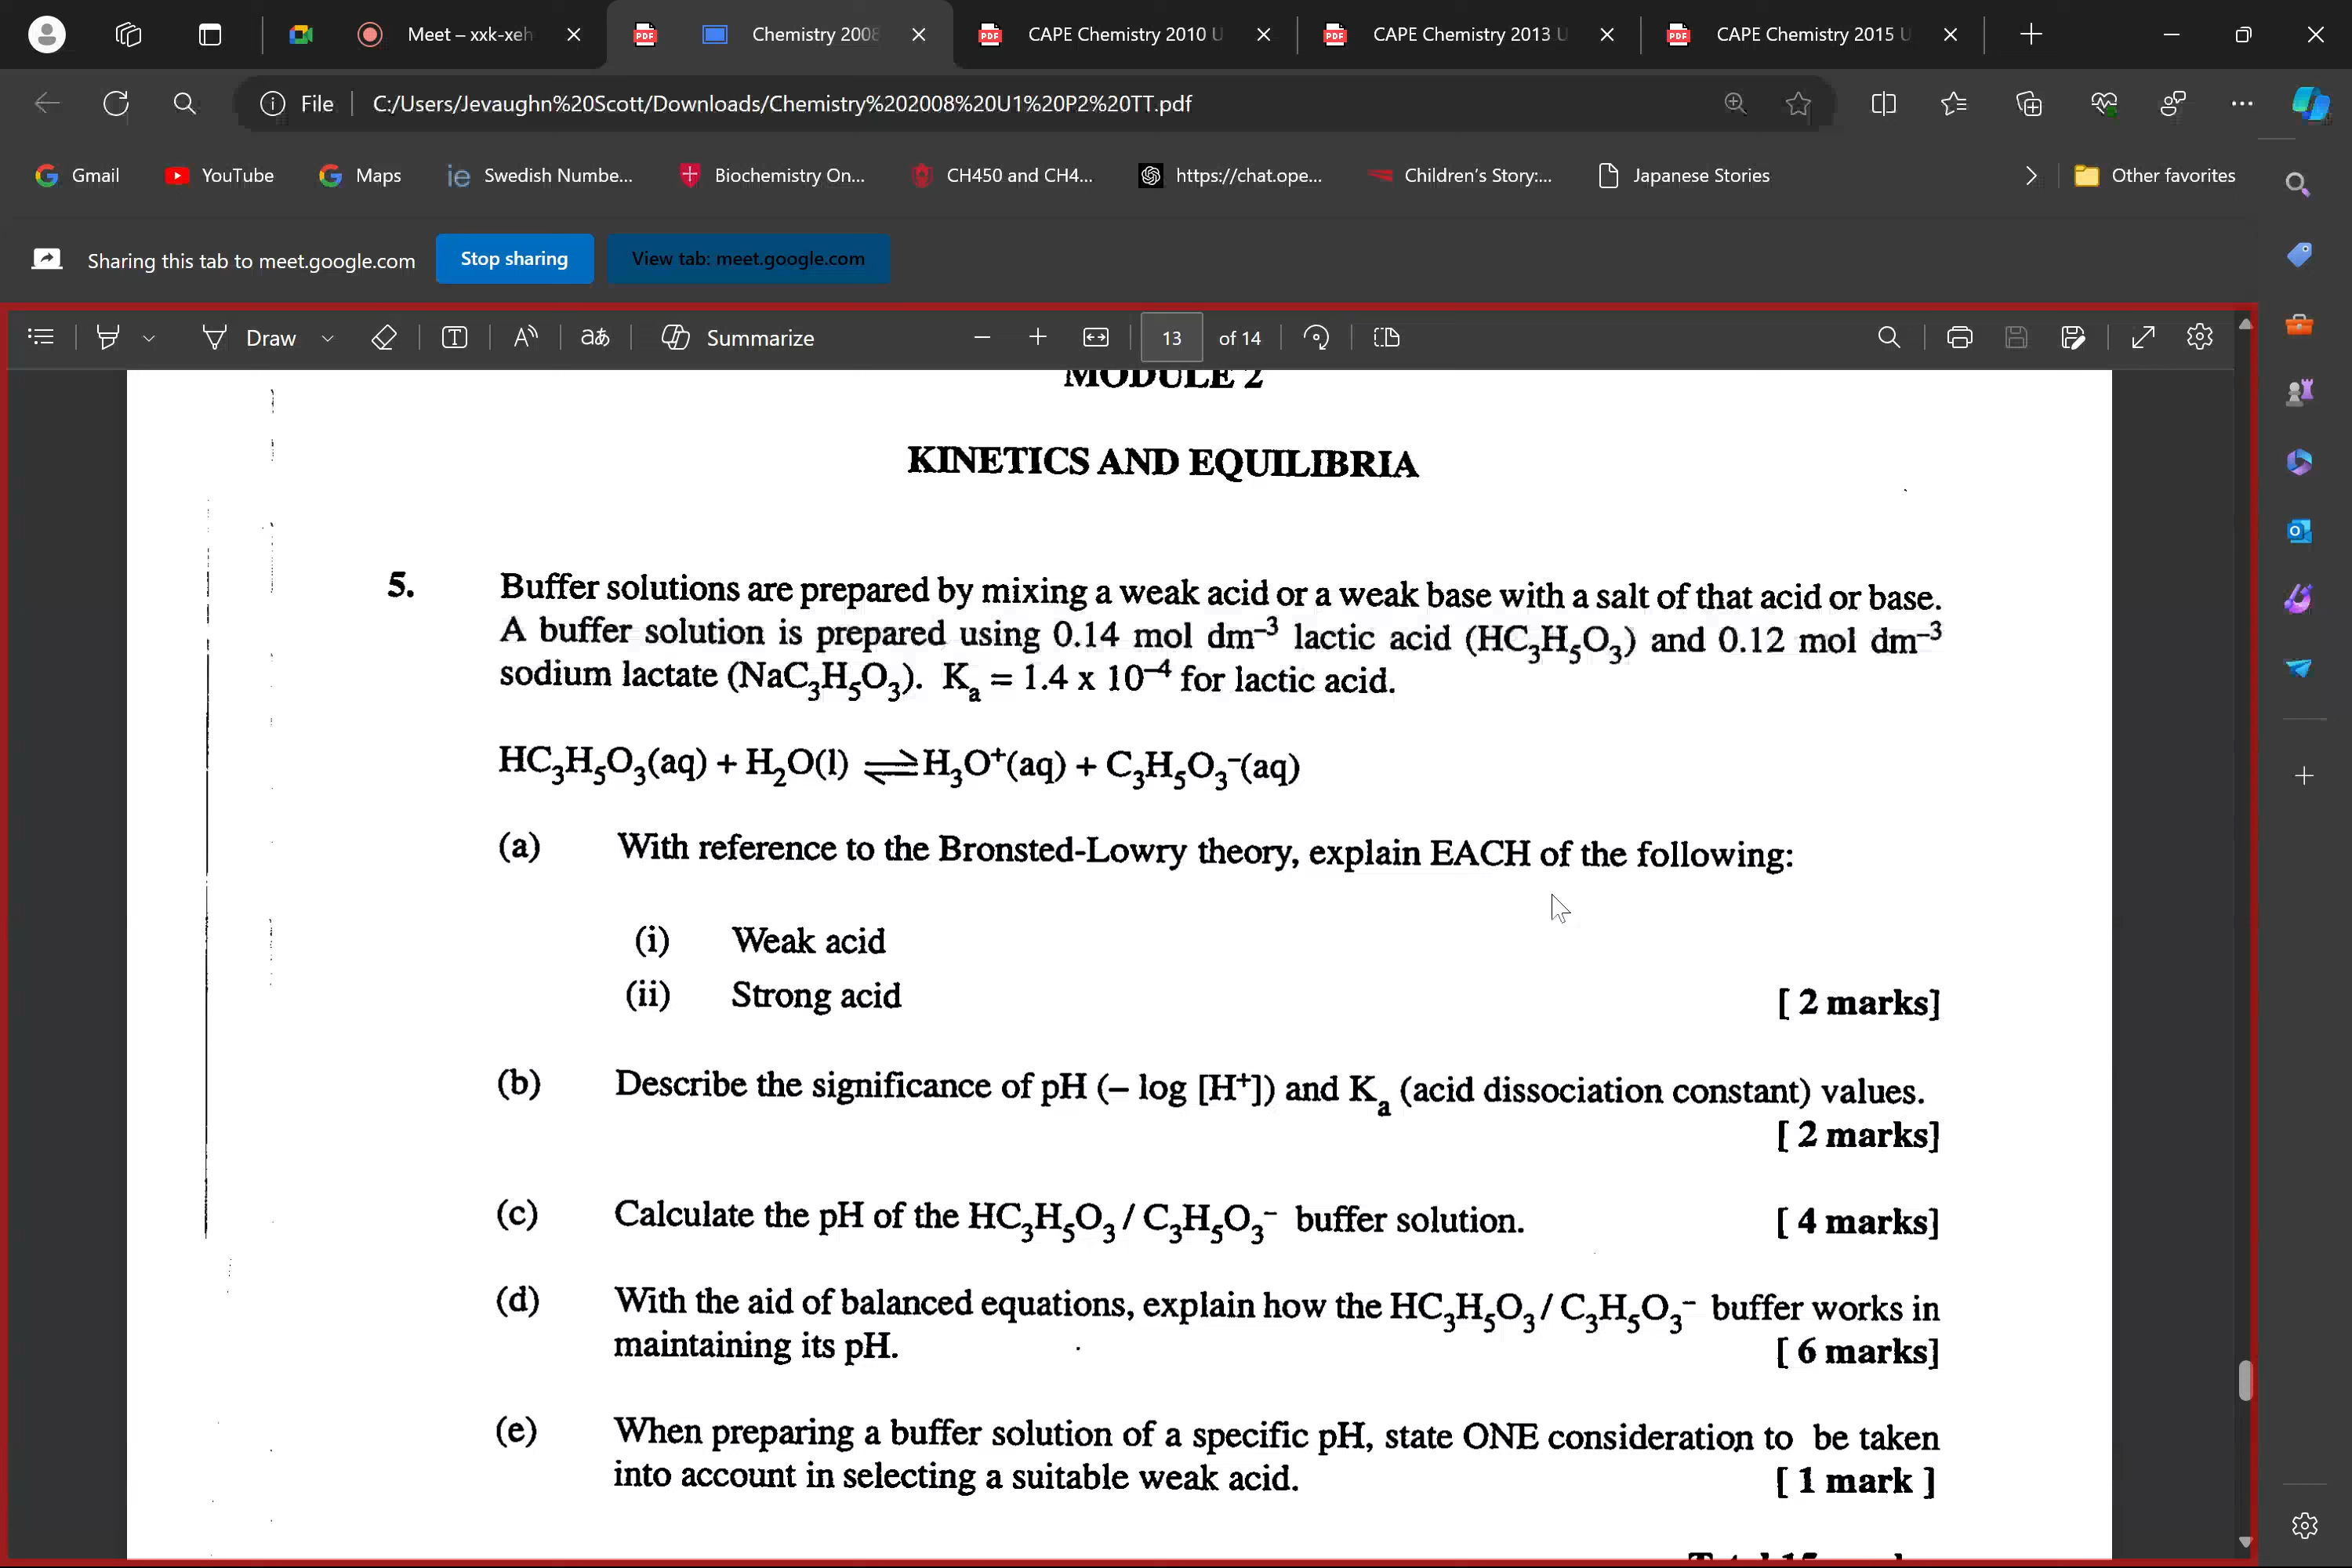 Meet – xxk-xeh
Chemistry 2008
CAPE Chemistry 2010 U
CAPE Chemistry 2013 U
CAPE Chemistry 2015 U
File
C:/Users/Jevaughn%20Scott/Downloads/Chemistry%202008%20U1%20P2%20TT.pdf
Gmail
YouTube
Maps
Swedish Numbe...
Biochemistry On...
CH450 and CH4...
https://chat.ope...
Children's Story:...
Japanese Stories
Other favorites
Sharing this tab to meet.google.com
Stop sharing
View tab: meet.google.com
Draw
Summarize
13 of 14
MODULE 2
KINETICS AND EQUILIBRIA
5. Buffer solutions are prepared by mixing a weak acid or a weak base with a salt of that acid or base.
A buffer solution is prepared using 0.14 mol dm⁻³ lactic acid (HC₃H₅O₃) and 0.12 mol dm⁻³
sodium lactate (NaC₃H₅O₃). Kₐ = 1.4 x 10⁻⁴ for lactic acid.
HC₃H₅O₃(aq) + H₂O(l) ⇌ H₃O⁺(aq) + C₃H₅O₃⁻(aq)
(a) With reference to the Bronsted-Lowry theory, explain EACH of the following:
(i) Weak acid
(ii) Strong acid [ 2 marks]
(b) Describe the significance of pH (– log [H⁺]) and Kₐ (acid dissociation constant) values.
[ 2 marks]
(c) Calculate the pH of the HC₃H₅O₃ / C₃H₅O₃⁻ buffer solution. [ 4 marks]
(d) With the aid of balanced equations, explain how the HC₃H₅O₃ / C₃H₅O₃⁻ buffer works in
maintaining its pH. [ 6 marks]
(e) When preparing a buffer solution of a specific pH, state ONE consideration to be taken
into account in selecting a suitable weak acid. [ 1 mark ]